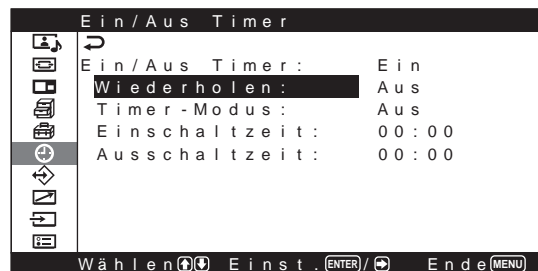 Ein/Aus Timer
Ein/Aus Timer: Ein
Wiederholen: Aus
Timer-Modus: Aus
Einschaltzeit: 00:00
Ausschaltzeit: 00:00
Wählen Einst. ENTER/ Ende MENU